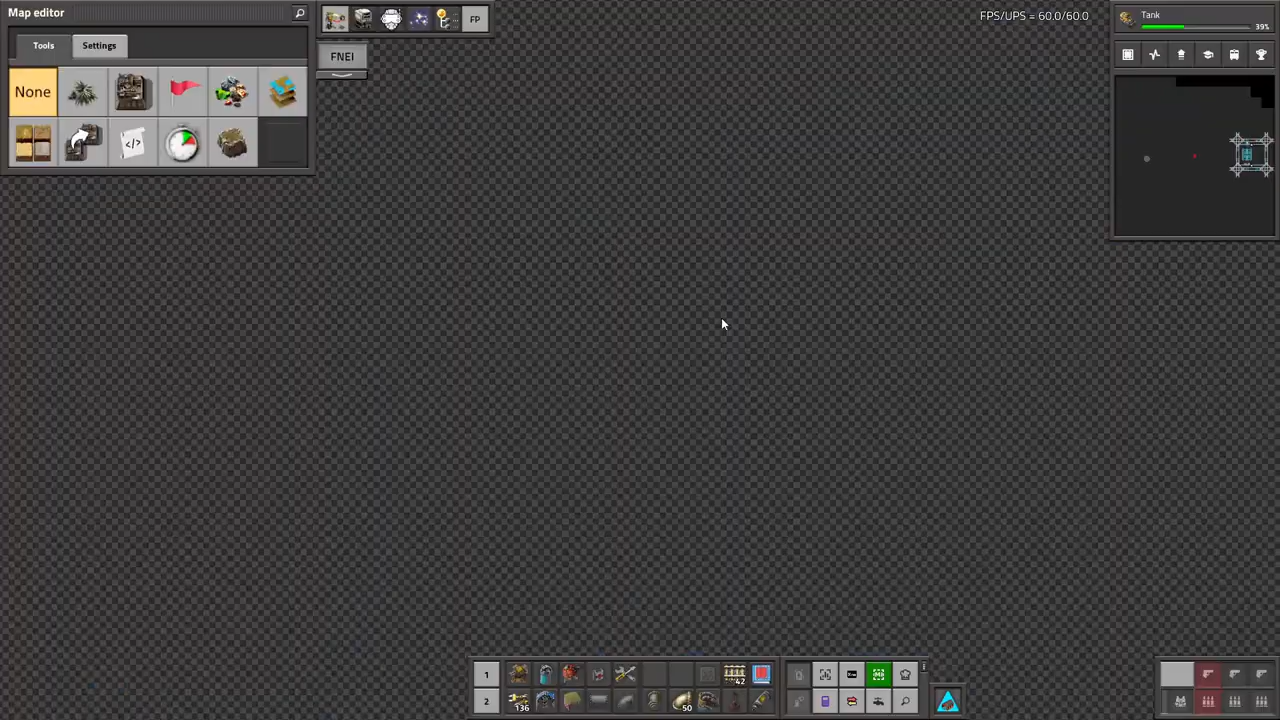 Map editor
FP
FPS/UPS = 60.0/60.0
Tank
39%
Tools
Settings
FNEI
None
</>
1
42
2
136
50